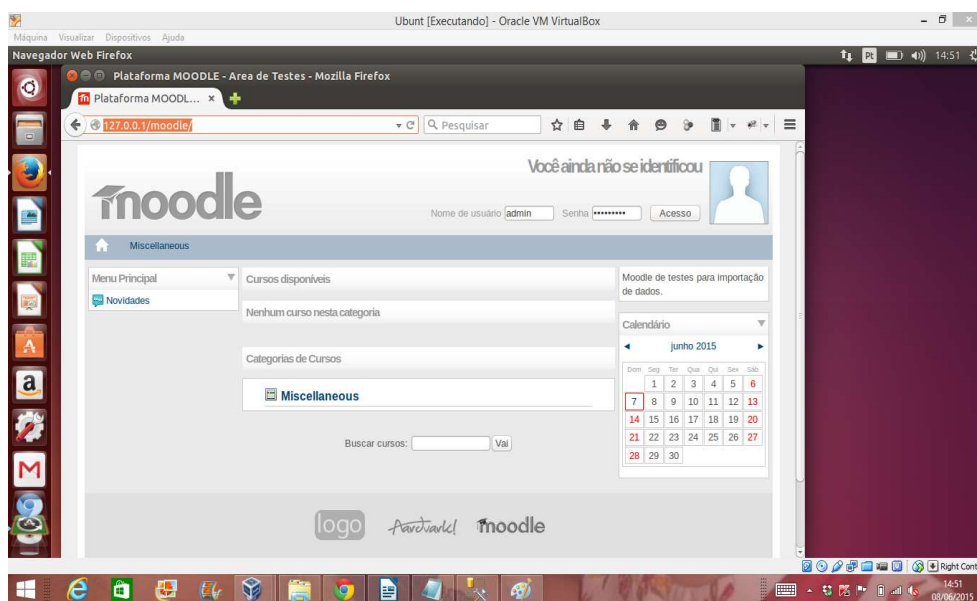 Ubunt [Executando] - Oracle VM VirtualBox
Máquina Visualizar Dispositivos Ajuda
Navegador Web Firefox
Pt 14:51
Plataforma MOODLE - Area de Testes - Mozilla Firefox
Plataforma MOODL...
127.0.0.1/moodle/
Pesquisar
Você ainda não se identificou
moodle
Nome de usuário admin Senha ••••••••• Acesso
Miscellaneous
Menu Principal
Novidades
Cursos disponíveis
Nenhum curso nesta categoria
Categorias de Cursos
Miscellaneous
Buscar cursos: Vai
Moodle de testes para importação
de dados.
Calendário
junho 2015
Dom Seg Ter Qua Qui Sex Sáb
1 2 3 4 5 6
7 8 9 10 11 12 13
14 15 16 17 18 19 20
21 22 23 24 25 26 27
28 29 30
logo Aardvark! moodle
Right Cont
14:51
08/06/2015